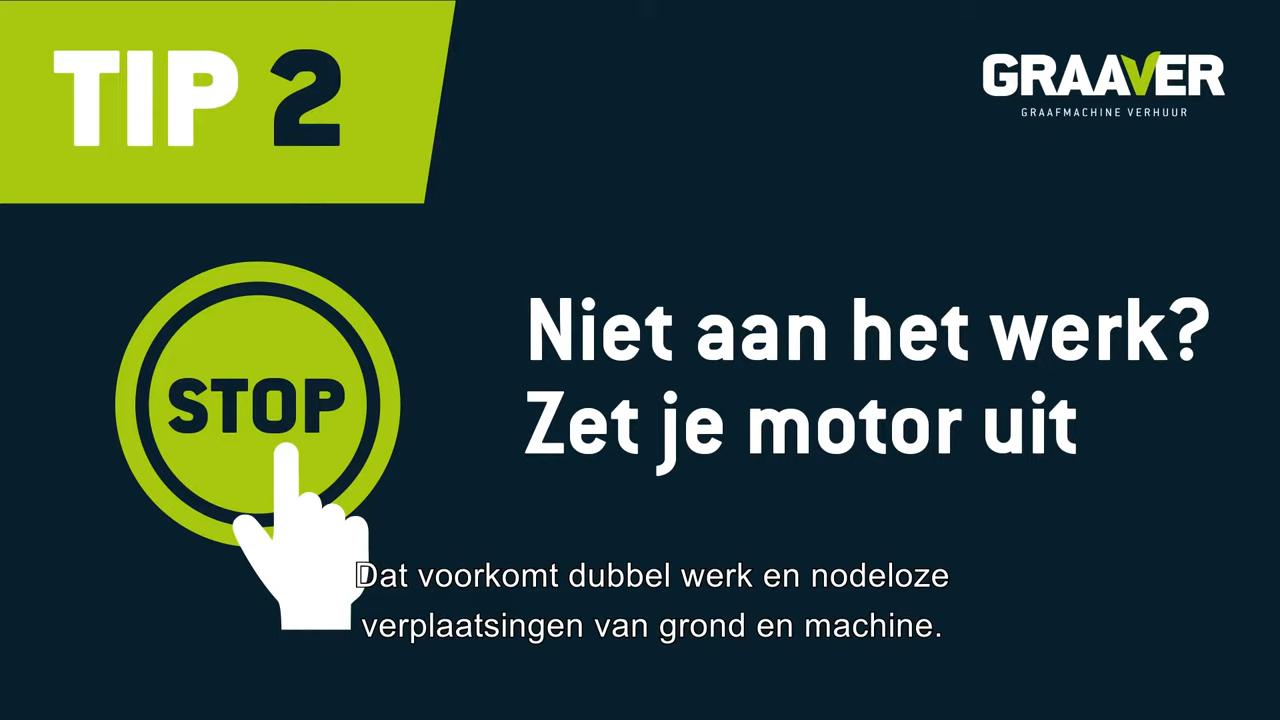 TIP 2
GRAAVER
GRAAFMACHINE VERHUUR
STOP
Niet aan het werk?
Zet je motor uit
Dat voorkomt dubbel werk en nodeloze
verplaatsingen van grond en machine.